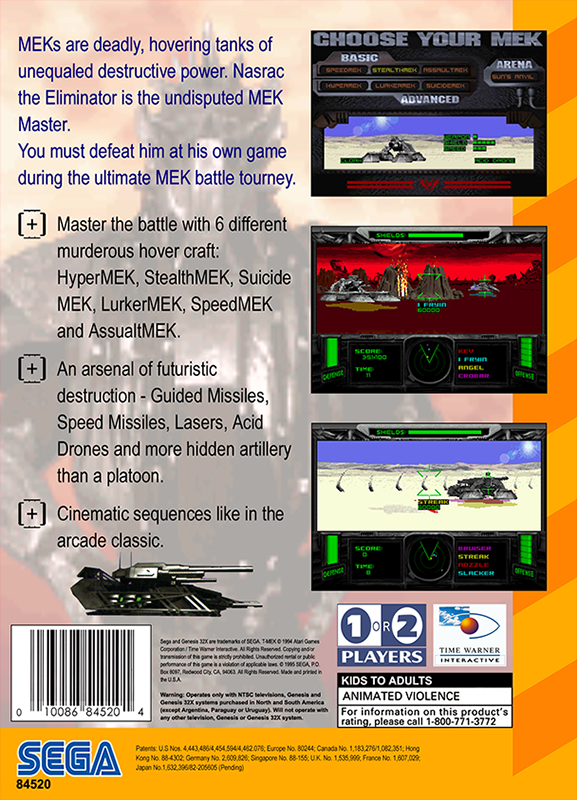 MEKs are deadly, hovering tanks of
unequaled destructive power. Nasrac
the Eliminator is the undisputed MEK
Master.
You must defeat him at his own game
during the ultimate MEK battle tourney.
[+] Master the battle with 6 different
murderous hover craft:
HyperMEK, StealthMEK, Suicide
MEK, LurkerMEK, SpeedMEK
and AssualtMEK.
[+] An arsenal of futuristic
destruction - Guided Missiles,
Speed Missiles, Lasers, Acid
Drones and more hidden artillery
than a platoon.
[+] Cinematic sequences like in the
arcade classic.
CHOOSE YOUR MEK
BASIC
SPEEDMEK STEALTHMEK ASSAULTMEK
HYPERMEK LURKERMEK SUICIDEMEK
ADVANCED
ARENA
SUN'S ANVIL
ARMOR
SHIELD
SPEED
CLOAK
ACID DRONE
SHIELDS
I FRYIN
60000
SCORE:
TIME:
11
KEV
I FRYIN
ANGEL
CROBAR
DEFENSE
OFFENSE
SHIELDS
STREAK
SCORE:
0
TIME:
8
BRUISER
STREAK
NOZZLE
SLACKER
DEFENSE
OFFENSE
1 OR 2
PLAYERS
TIME WARNER
INTERACTIVE
KIDS TO ADULTS
ANIMATED VIOLENCE
For information on this product's
rating, please call 1-800-771-3772
0 10086 84520 4
Sega and Genesis 32X are trademarks of SEGA. T-MEK © 1994 Atari Games
Corporation / Time Warner Interactive. All Rights Reserved. Copying and/or
transmission of this game is strictly prohibited. Unauthorized rental or public
performance of this game is a violation of applicable laws. © 1995 SEGA, P.O.
Box 8097, Redwood City, CA. 94063. All Rights Reserved. Made and printed in
the U.S.A.
Warning: Operates only with NTSC televisions, Genesis and
Genesis 32X systems purchased in North and South America
(except Argentina, Paraguay or Uruguay). Will not operate with
any other television, Genesis or Genesis 32X system.
SEGA
84520
Patents: U.S Nos. 4,443,486/4,454,594/4,462,076; Europe No. 80244; Canada No. 1,183,276/1,082,351; Hong
Kong No. 88-4302; Germany No. 2,609,826; Singapore No. 88-155; U.K. No. 1,535,999; France No. 1,607,029;
Japan No.1,632,396/82-205605 (Pending)